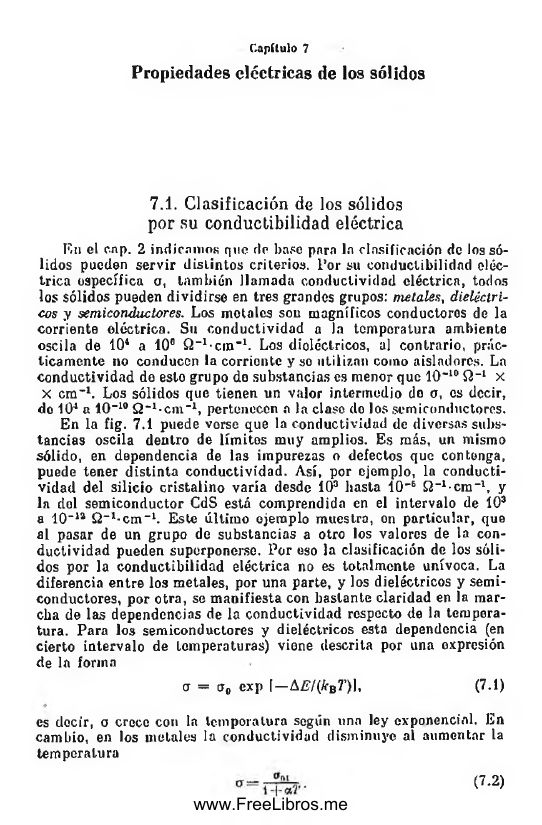 Capítulo 7
Propiedades eléctricas de los sólidos
7.1. Clasificación de los sólidos
por su conductibilidad eléctrica
En el cap. 2 indicamos que de base para la clasificación de los só-
lidos pueden servir distintos criterios. Por su conductibilidad eléc-
trica específica σ, también llamada conductividad eléctrica, todos
los sólidos pueden dividirse en tres grandes grupos: metales, dieléctri-
cos y semiconductores. Los metales son magníficos conductores de la
corriente eléctrica. Su conductividad a la temperatura ambiente
oscila de 10⁴ a 10⁶ Ω⁻¹·cm⁻¹. Los dieléctricos, al contrario, prác-
ticamente no conducen la corriente y se utilizan como aisladores. La
conductividad de este grupo de substancias es menor que 10⁻¹⁰ Ω⁻¹ ×
× cm⁻¹. Los sólidos que tienen un valor intermedio de σ, es decir,
de 10⁴ a 10⁻¹⁰ Ω⁻¹·cm⁻¹, pertenecen a la clase de los semiconductores.
En la fig. 7.1 puede verse que la conductividad de diversas subs-
tancias oscila dentro de límites muy amplios. Es más, un mismo
sólido, en dependencia de las impurezas o defectos que contenga,
puede tener distinta conductividad. Así, por ejemplo, la conducti-
vidad del silicio cristalino varía desde 10³ hasta 10⁻⁶ Ω⁻¹·cm⁻¹, y
la del semiconductor CdS está comprendida en el intervalo de 10³
a 10⁻¹² Ω⁻¹·cm⁻¹. Este último ejemplo muestra, en particular, que
al pasar de un grupo de substancias a otro los valores de la con-
ductividad pueden superponerse. Por eso la clasificación de los sóli-
dos por la conductibilidad eléctrica no es totalmente unívoca. La
diferencia entre los metales, por una parte, y los dieléctricos y semi-
conductores, por otra, se manifiesta con bastante claridad en la mar-
cha de las dependencias de la conductividad respecto de la tempera-
tura. Para los semiconductores y dieléctricos esta dependencia (en
cierto intervalo de temperaturas) viene descrita por una expresión
de la forma
σ = σ₀ exp [—ΔE/(k_BT)], (7.1)
es decir, σ crece con la temperatura según una ley exponencial. En
cambio, en los metales la conductividad disminuye al aumentar la
temperatura
σ = σ_M / (1+αT). (7.2)
www.FreeLibros.me